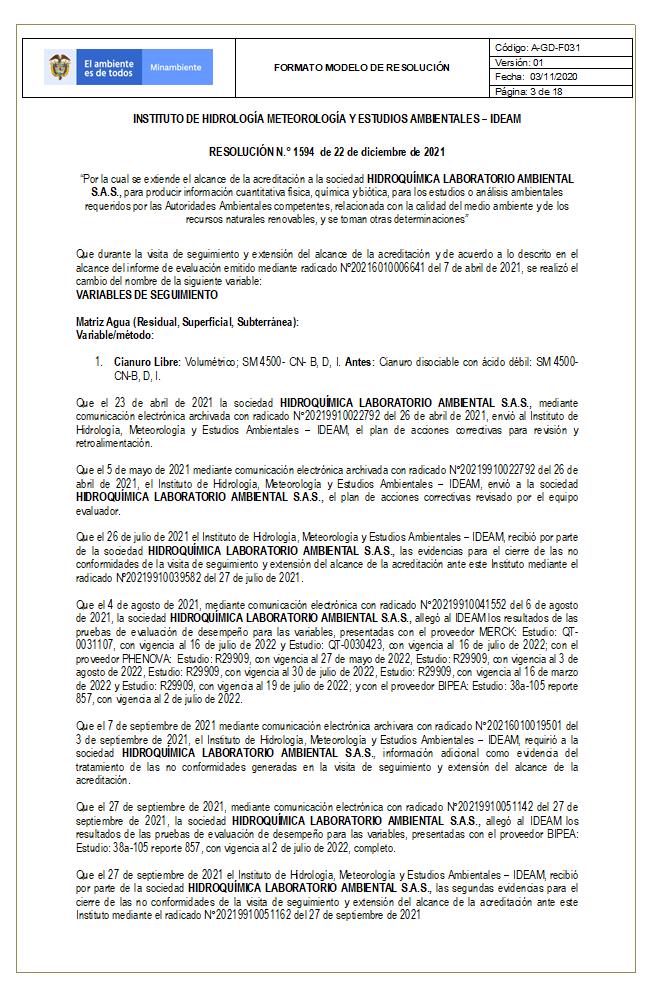 El ambiente
es de todos
Minambiente
FORMATO MODELO DE RESOLUCIÓN
Código: A-GD-F031
Versión: 01
Fecha: 03/11/2020
Página: 3 de 18
INSTITUTO DE HIDROLOGÍA METEOROLOGÍA Y ESTUDIOS AMBIENTALES – IDEAM
RESOLUCIÓN N.° 1594 de 22 de diciembre de 2021
“Por la cual se extiende el alcance de la acreditación a la sociedad HIDROQUÍMICA LABORATORIO AMBIENTAL
S.A.S., para producir información cuantitativa física, química y biótica, para los estudios o análisis ambientales
requeridos por las Autoridades Ambientales competentes, relacionada con la calidad del medio ambiente y de los
recursos naturales renovables, y se toman otras determinaciones”
Que durante la visita de seguimiento y extensión del alcance de la acreditación y de acuerdo a lo descrito en el
alcance del informe de evaluación emitido mediante radicado N°20216010006641 del 7 de abril de 2021, se realizó el
cambio del nombre de la siguiente variable:
VARIABLES DE SEGUIMIENTO
Matriz Agua (Residual, Superficial, Subterránea):
Variable/método:
1. Cianuro Libre: Volumétrico; SM 4500- CN- B, D, I. Antes: Cianuro disociable con ácido débil: SM 4500-
CN-B, D, I.
Que el 23 de abril de 2021 la sociedad HIDROQUÍMICA LABORATORIO AMBIENTAL S.A.S., mediante
comunicación electrónica archivada con radicado N°20219910022792 del 26 de abril de 2021, envió al Instituto de
Hidrología, Meteorología y Estudios Ambientales – IDEAM, el plan de acciones correctivas para revisión y
retroalimentación.
Que el 5 de mayo de 2021 mediante comunicación electrónica archivada con radicado N°20219910022792 del 26 de
abril de 2021, el Instituto de Hidrología, Meteorología y Estudios Ambientales – IDEAM, envió a la sociedad
HIDROQUÍMICA LABORATORIO AMBIENTAL S.A.S., el plan de acciones correctivas revisado por el equipo
evaluador.
Que el 26 de julio de 2021 el Instituto de Hidrología, Meteorología y Estudios Ambientales – IDEAM, recibió por parte
de la sociedad HIDROQUÍMICA LABORATORIO AMBIENTAL S.A.S., las evidencias para el cierre de las no
conformidades de la visita de seguimiento y extensión del alcance de la acreditación ante este Instituto mediante el
radicado N°20219910039582 del 27 de julio de 2021.
Que el 4 de agosto de 2021, mediante comunicación electrónica con radicado N°20219910041552 del 6 de agosto
de 2021, la sociedad HIDROQUÍMICA LABORATORIO AMBIENTAL S.A.S., allegó al IDEAM los resultados de las
pruebas de evaluación de desempeño para las variables, presentadas con el proveedor MERCK: Estudio: QT-
0031107, con vigencia al 16 de julio de 2022 y Estudio: QT-0030423, con vigencia al 16 de julio de 2022; con el
proveedor PHENOVA: Estudio: R29909, con vigencia al 27 de mayo de 2022, Estudio: R29909, con vigencia al 3 de
agosto de 2022, Estudio: R29909, con vigencia al 30 de julio de 2022, Estudio: R29909, con vigencia al 16 de marzo
de 2022 y Estudio: R29909, con vigencia al 19 de julio de 2022; y con el proveedor BIPEA: Estudio: 38a-105 reporte
857, con vigencia al 2 de julio de 2022.
Que el 7 de septiembre de 2021 mediante comunicación electrónica archivara con radicado N°20216010019501 del
3 de septiembre de 2021, el Instituto de Hidrología, Meteorología y Estudios Ambientales – IDEAM, requirió a la
sociedad HIDROQUÍMICA LABORATORIO AMBIENTAL S.A.S., información adicional como evidencia del
tratamiento de las no conformidades generadas en la visita de seguimiento y extensión del alcance de la
acreditación.
Que el 27 de septiembre de 2021, mediante comunicación electrónica con radicado N°20219910051142 del 27 de
septiembre de 2021, la sociedad HIDROQUÍMICA LABORATORIO AMBIENTAL S.A.S., allegó al IDEAM los
resultados de las pruebas de evaluación de desempeño para las variables, presentadas con el proveedor BIPEA:
Estudio: 38a-105 reporte 857, con vigencia al 2 de julio de 2022, completo.
Que el 27 de septiembre de 2021 el Instituto de Hidrología, Meteorología y Estudios Ambientales – IDEAM, recibió
por parte de la sociedad HIDROQUÍMICA LABORATORIO AMBIENTAL S.A.S., las segundas evidencias para el
cierre de las no conformidades de la visita de seguimiento y extensión del alcance de la acreditación ante este
Instituto mediante el radicado N°20219910051162 del 27 de septiembre de 2021